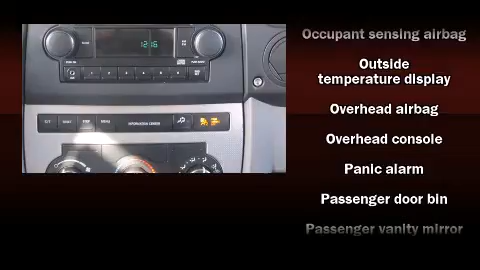 12:16
INFORMATION CENTER
Occupant sensing airbag
Outside
temperature display
Overhead airbag
Overhead console
Panic alarm
Passenger door bin
Passenger vanity mirror